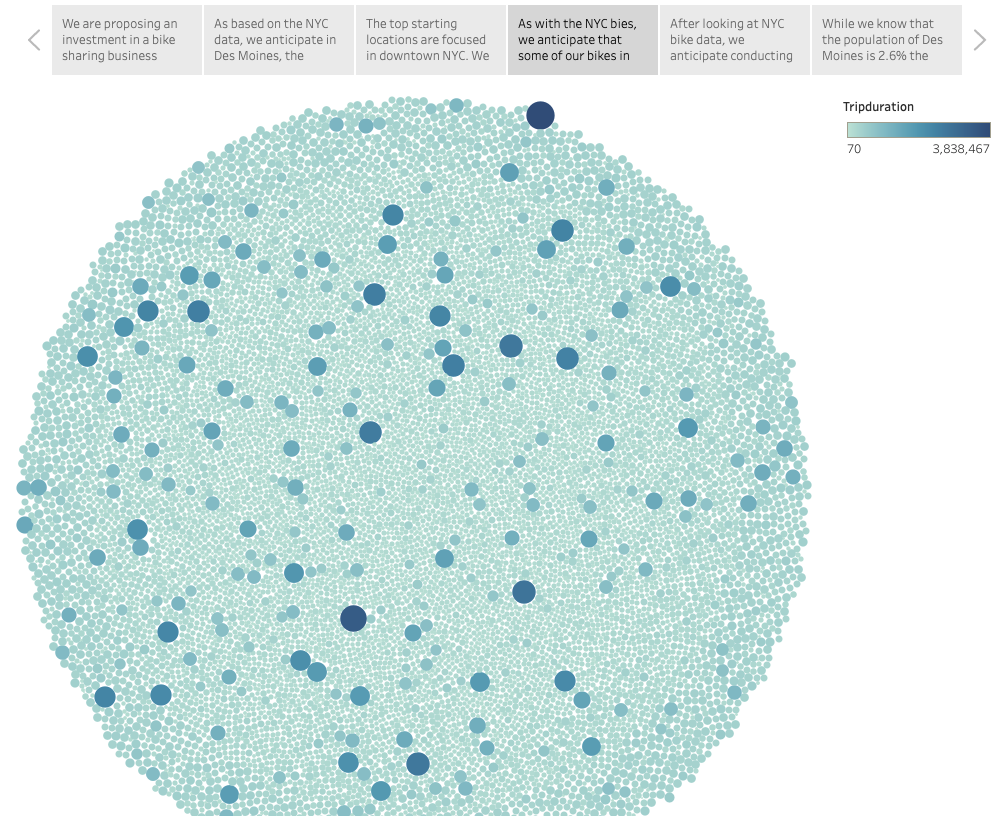 We are proposing an
investment in a bike
sharing business
As based on the NYC
data, we anticipate in
Des Moines, the
The top starting
locations are focused
in downtown NYC. We
As with the NYC bies,
we anticipate that
some of our bikes in
After looking at NYC
bike data, we
anticipate conducting
While we know that
the population of Des
Moines is 2.6% the
Tripduration
70
3,838,467